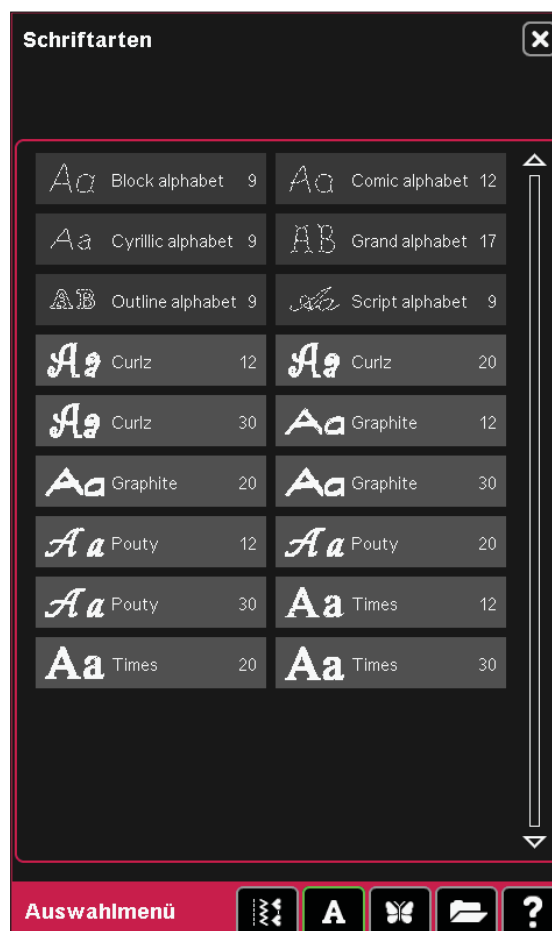 Schriftarten
Aa Block alphabet 9
Aa Comic alphabet 12
Aa Cyrillic alphabet 9
AB Grand alphabet 17
AB Outline alphabet 9
Aa Script alphabet 9
Aa Curlz 12
Aa Curlz 20
Aa Curlz 30
Aa Graphite 12
Aa Graphite 20
Aa Graphite 30
Aa Pouty 12
Aa Pouty 20
Aa Pouty 30
Aa Times 12
Aa Times 20
Aa Times 30
Auswahlmenü A ?